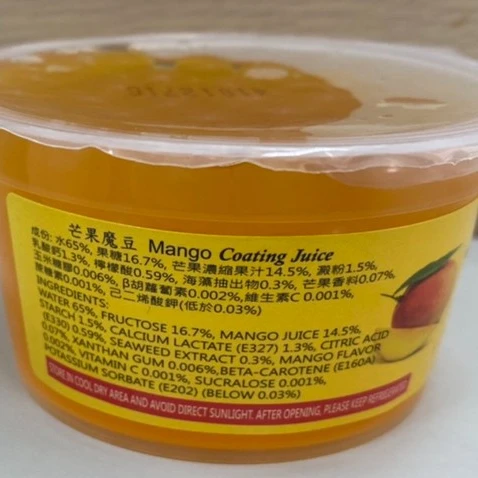 芒果魔豆 Mango Coating Juice
成份: 水65%, 果糖16.7%, 芒果濃縮果汁14.5%, 澱粉1.5%,
乳酸鈣1.3%, 檸檬酸0.59%, 海藻抽出物0.3%, 芒果香料0.07%
玉米糖膠0.006%, β胡蘿蔔素0.002%,維生素C 0.001%,
蔗糖素0.001%, 己二烯酸鉀(低於0.03%)
INGREDIENTS:
WATER 65%, FRUCTOSE 16.7%, MANGO JUICE 14.5%,
STARCH 1.5%, CALCIUM LACTATE (E327) 1.3%, CITRIC ACID
(E330) 0.59%, SEAWEED EXTRACT 0.3%, MANGO FLAVOR
0.07%, XANTHAN GUM 0.006%,BETA-CAROTENE (E160A)
0.002%, VITAMIN C 0.001%, SUCRALOSE 0.001%,
POTASSIUM SORBATE (E202) (BELOW 0.03%)
STORE IN COOL DRY AREA AND AVOID DIRECT SUNLIGHT. AFTER OPENING, PLEASE KEEP REFRIGERATED